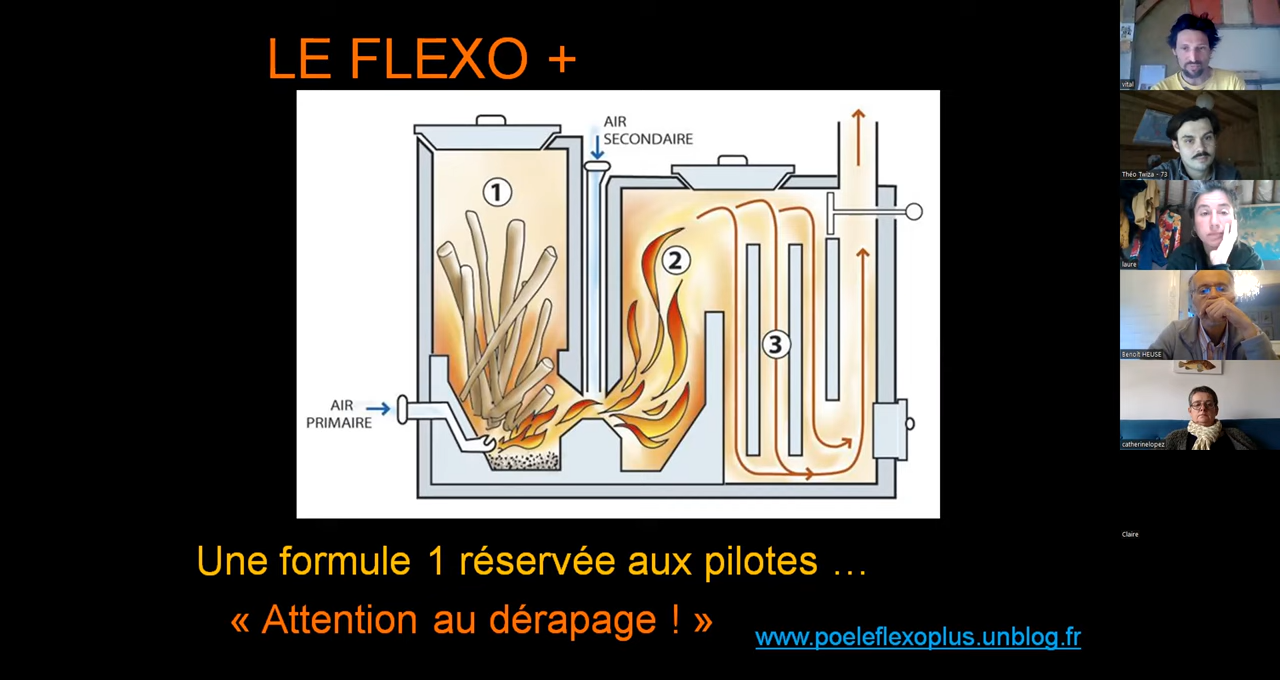 LE FLEXO +
AIR
SECONDAIRE
1
2
3
AIR
PRIMAIRE
Une formule 1 réservée aux pilotes …
« Attention au dérapage ! »
www.poeleflexoplus.unblog.fr
vital
Théo Twiza - 73
laure
Benoît HEUSE
catherinelopez
Claire